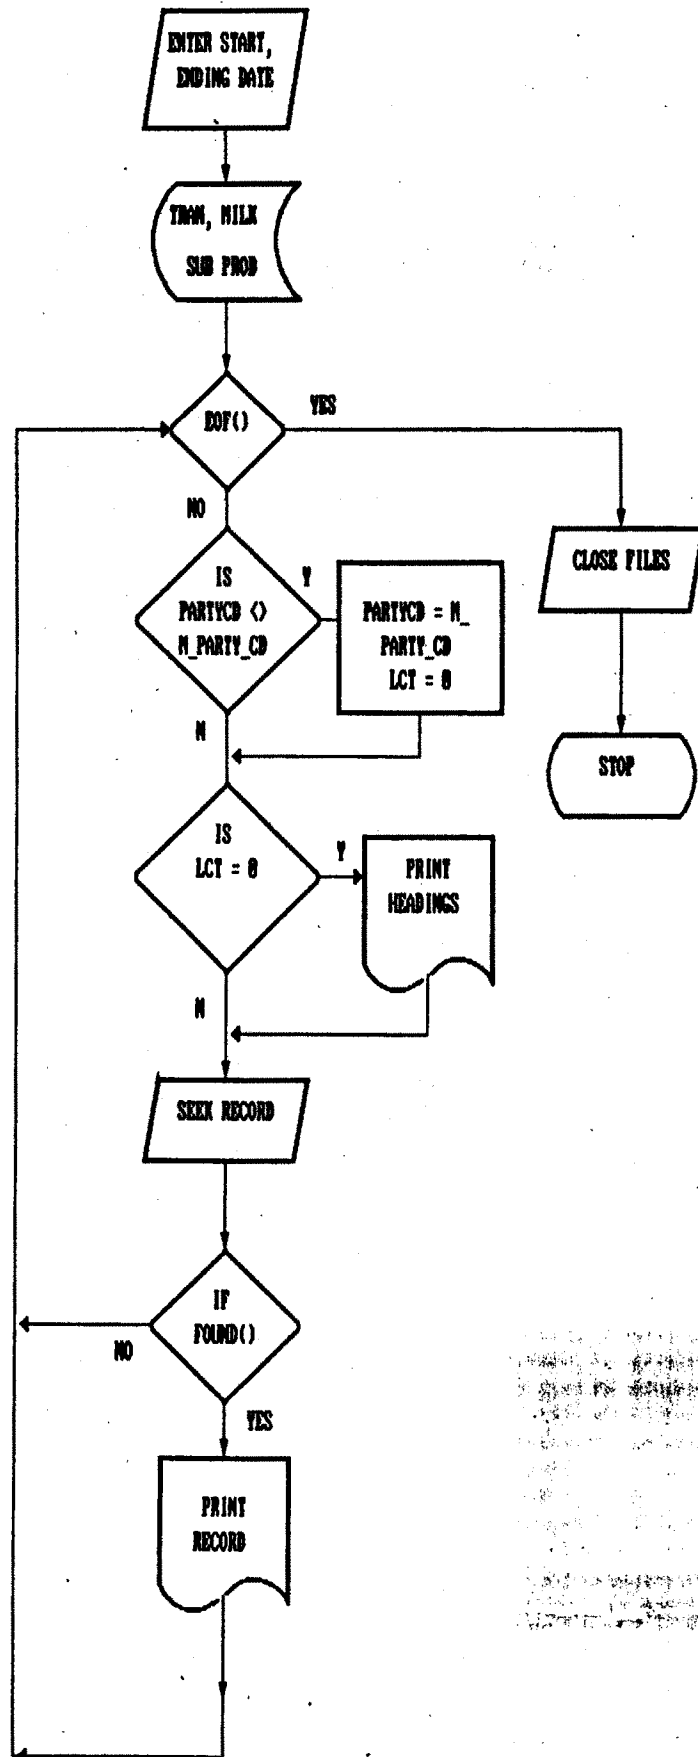 ENTER START,
ENDING DATE
TRAN, MILK
SUB PROD
EOF()
YES
NO
IS
PARTYCD <>
M_PARTY_CD
Y
PARTYCD = M_
PARTY_CD
LCT = 0
N
CLOSE FILES
STOP
IS
LCT = 0
Y
PRINT
HEADINGS
N
SEEK RECORD
IF
FOUND()
NO
YES
PRINT
RECORD